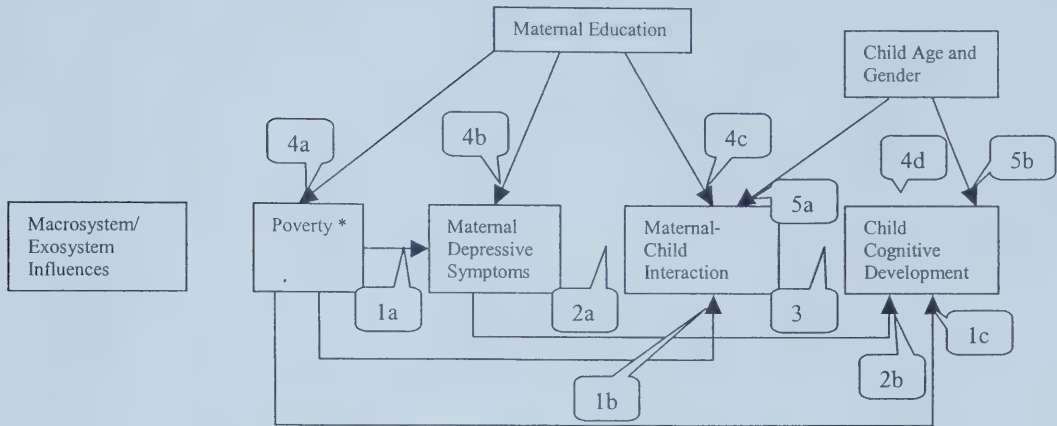 Maternal Education
Child Age and
Gender
4a
4b
4c
4d
5b
5a
Macrosystem/
Exosystem
Influences
Poverty *
Maternal
Depressive
Symptoms
Maternal-
Child
Interaction
Child
Cognitive
Development
1a
2a
3
1c
1b
2b